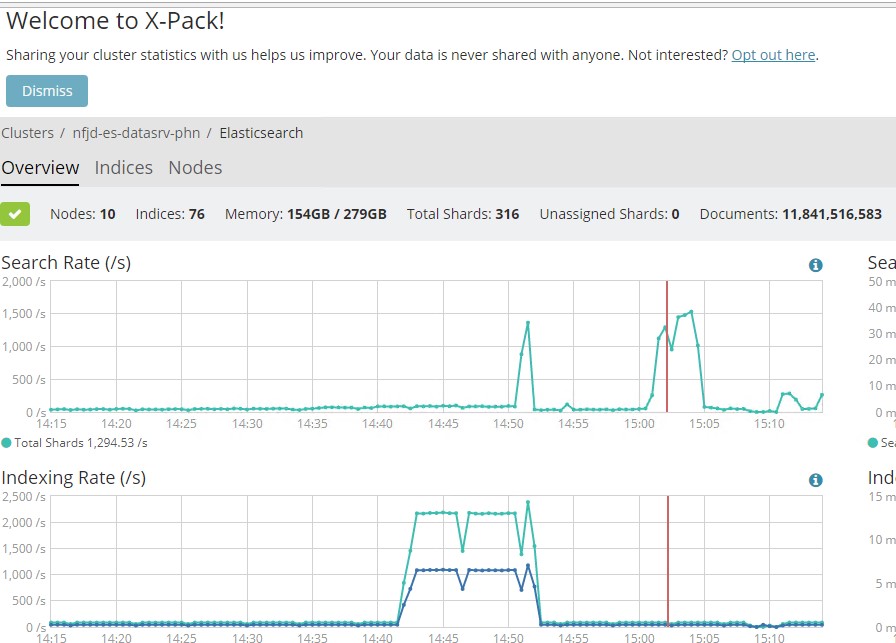 Welcome to X-Pack!
Sharing your cluster statistics with us helps us improve. Your data is never shared with anyone. Not interested? Opt out here.
Dismiss
Clusters / nfjd-es-datasrv-phn / Elasticsearch
Overview Indices Nodes
Nodes: 10 Indices: 76 Memory: 154GB / 279GB Total Shards: 316 Unassigned Shards: 0 Documents: 11,841,516,583
Search Rate (/s)
2,000 /s
1,500 /s
1,000 /s
500 /s
0 /s
14:15 14:20 14:25 14:30 14:35 14:40 14:45 14:50 14:55 15:00 15:05 15:10
Total Shards 1,294.53 /s
Sea
50 m
40 m
30 m
20 m
10 m
0 m
Sea
Indexing Rate (/s)
2,500 /s
2,000 /s
1,500 /s
1,000 /s
500 /s
0 /s
14:15 14:20 14:25 14:30 14:35 14:40 14:45 14:50 14:55 15:00 15:05 15:10
Ind
15 m
10 m
5 m
0 m